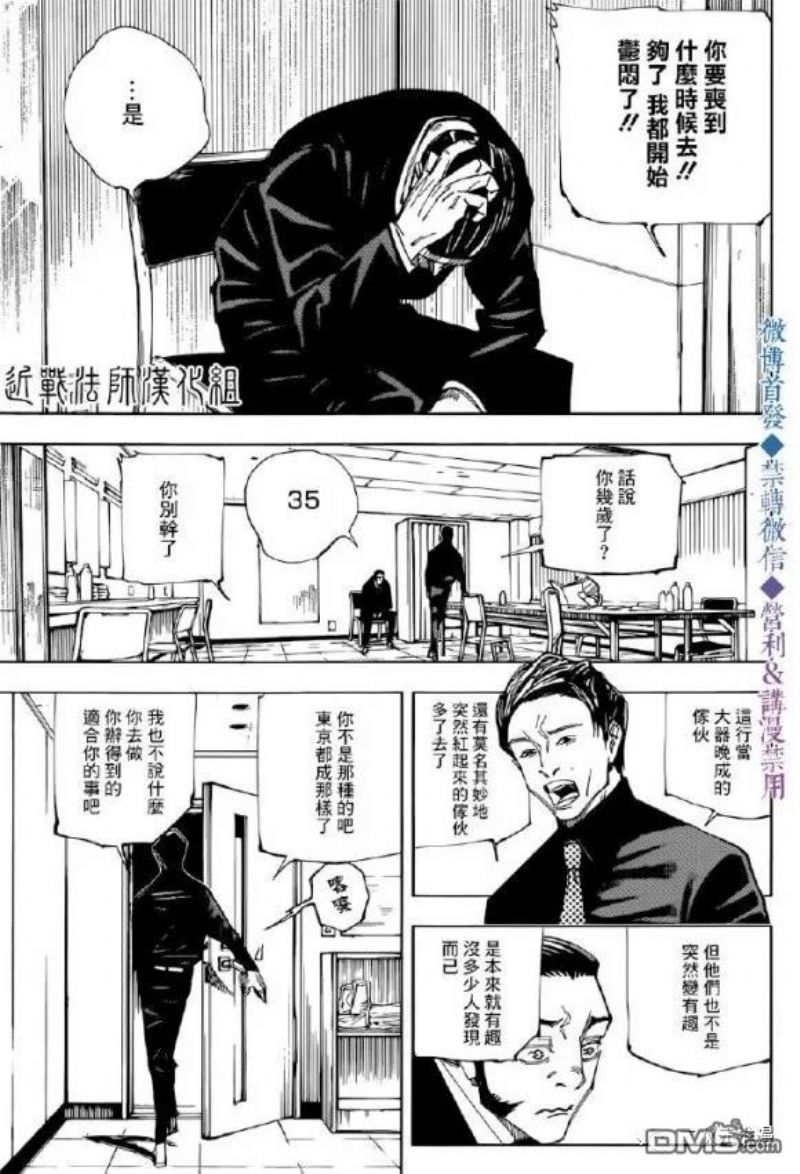 你要喪到
什麼時候去!!
夠了 我都開始
鬱悶了!!
…是
近戰法師漢化組
話說
你幾歲了?
35
你別幹了
這行當
大器晚成的
傢伙
還有莫名其妙地
突然紅起來的傢伙
多了去了
但他們也不是
突然變有趣
是本來就有趣
沒多少人發現
而已
你不是那種的吧
東京都成那樣了
喀嚓
我也不說什麼
你去做
你辦得到的
適合你的事吧
微博首發◆禁轉微信◆營利&講漫禁用